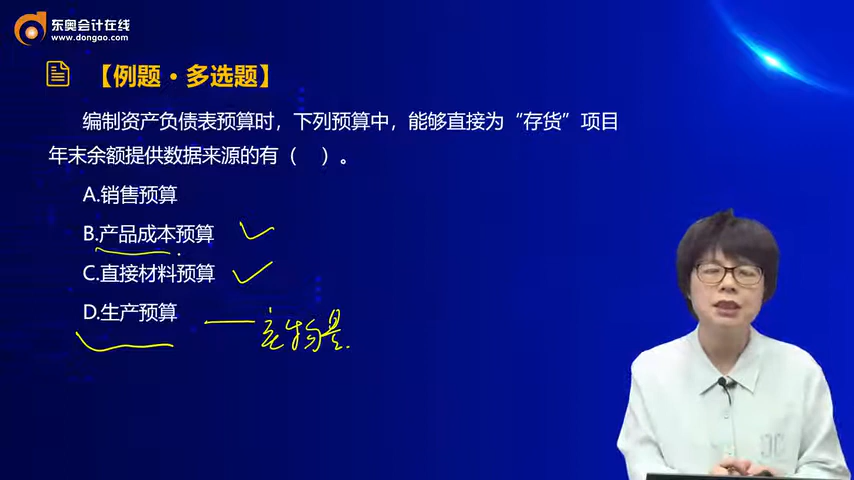 东奥会计在线
www.dongao.com
【例题·多选题】
编制资产负债表预算时，下列预算中，能够直接为“存货”项目
年末余额提供数据来源的有（　）。
A.销售预算
B.产品成本预算
C.直接材料预算
D.生产预算
实物量